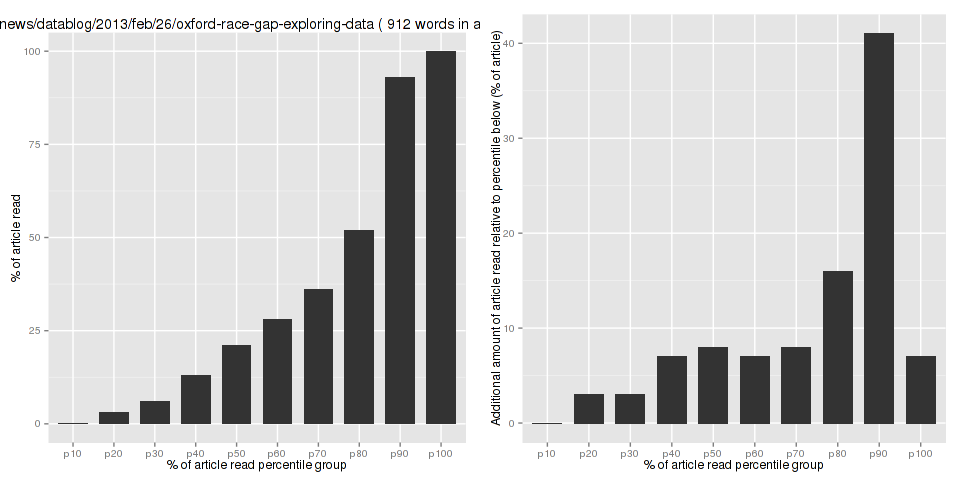 news/datablog/2013/feb/26/oxford-race-gap-exploring-data ( 912 words in a
% of article read
100
75
50
25
0
p10 p20 p30 p40 p50 p60 p70 p80 p90 p100
% of article read percentile group
Additional amount of article read relative to percentile below (% of article)
40
30
20
10
0
p10 p20 p30 p40 p50 p60 p70 p80 p90 p100
% of article read percentile group